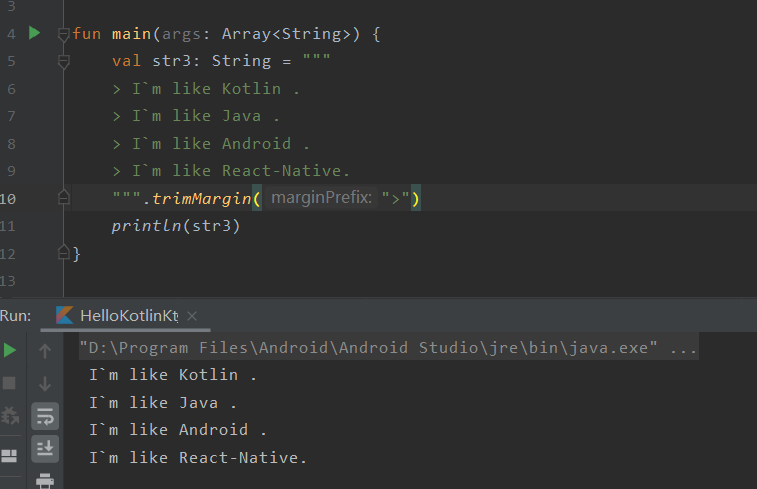 3
4 fun main(args: Array<String>) {
5 val str3: String = """
6 > I`m like Kotlin .
7 > I`m like Java .
8 > I`m like Android .
9 > I`m like React-Native.
10 """.trimMargin( marginPrefix: ">")
11 println(str3)
12 }
13
Run: HelloKotlinKt ×
"D:\Program Files\Android\Android Studio\jre\bin\java.exe" ...
I`m like Kotlin .
I`m like Java .
I`m like Android .
I`m like React-Native.